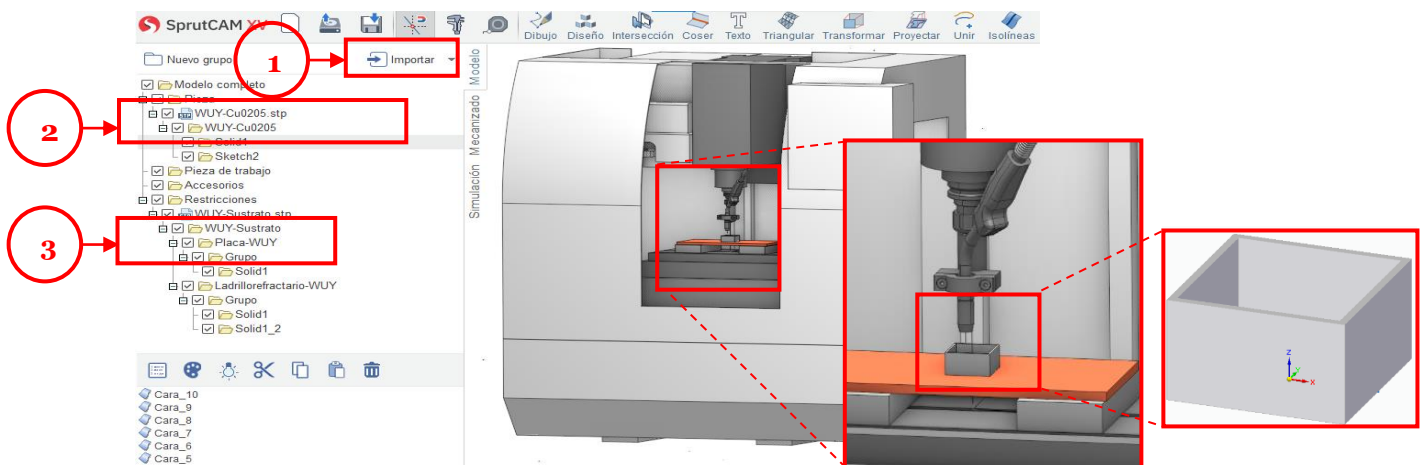 SprutCAM XV
Dibujo Diseño Intersección Coser Texto Triangular Transformar Proyectar Unir Isolíneas
Nuevo grupo
1
Importar
Modelo
Mecanizado
Simulación
Modelo completo
Pieza
2
WUY-Cu0205.stp
WUY-Cu0205
Solid1
Sketch2
Pieza de trabajo
Accesorios
Restricciones
WUY-Sustrato.stp
3
WUY-Sustrato
Placa-WUY
Grupo
Solid1
Ladrillorefractario-WUY
Grupo
Solid1
Solid1_2
Cara_10
Cara_9
Cara_8
Cara_7
Cara_6
Cara_5
Z
Y
X